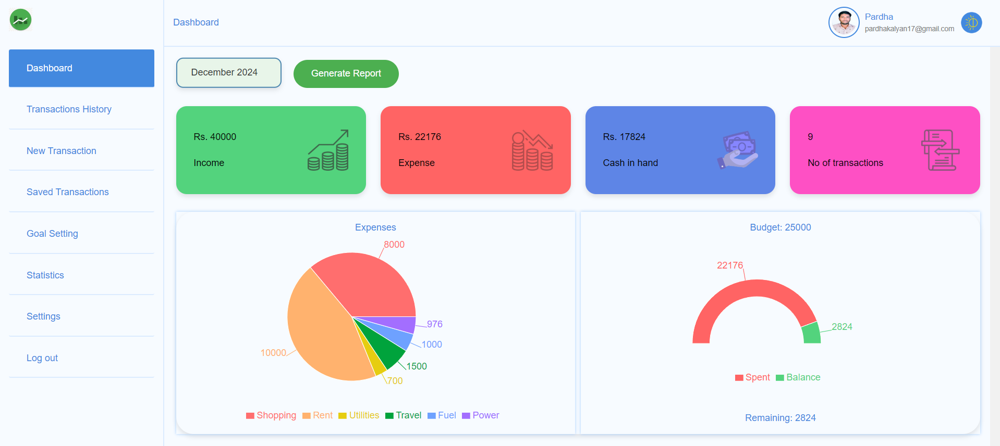 Dashboard
Pardha
pardhakalyan17@gmail.com
Dashboard
Transactions History
New Transaction
Saved Transactions
Goal Setting
Statistics
Settings
Log out
December 2024
Generate Report
Rs. 40000
Income
Rs. 22176
Expense
Rs. 17824
Cash in hand
9
No of transactions
Expenses
8000
976
1000
10000
1500
700
Shopping Rent Utilities Travel Fuel Power
Budget: 25000
22176
2824
Spent Balance
Remaining: 2824